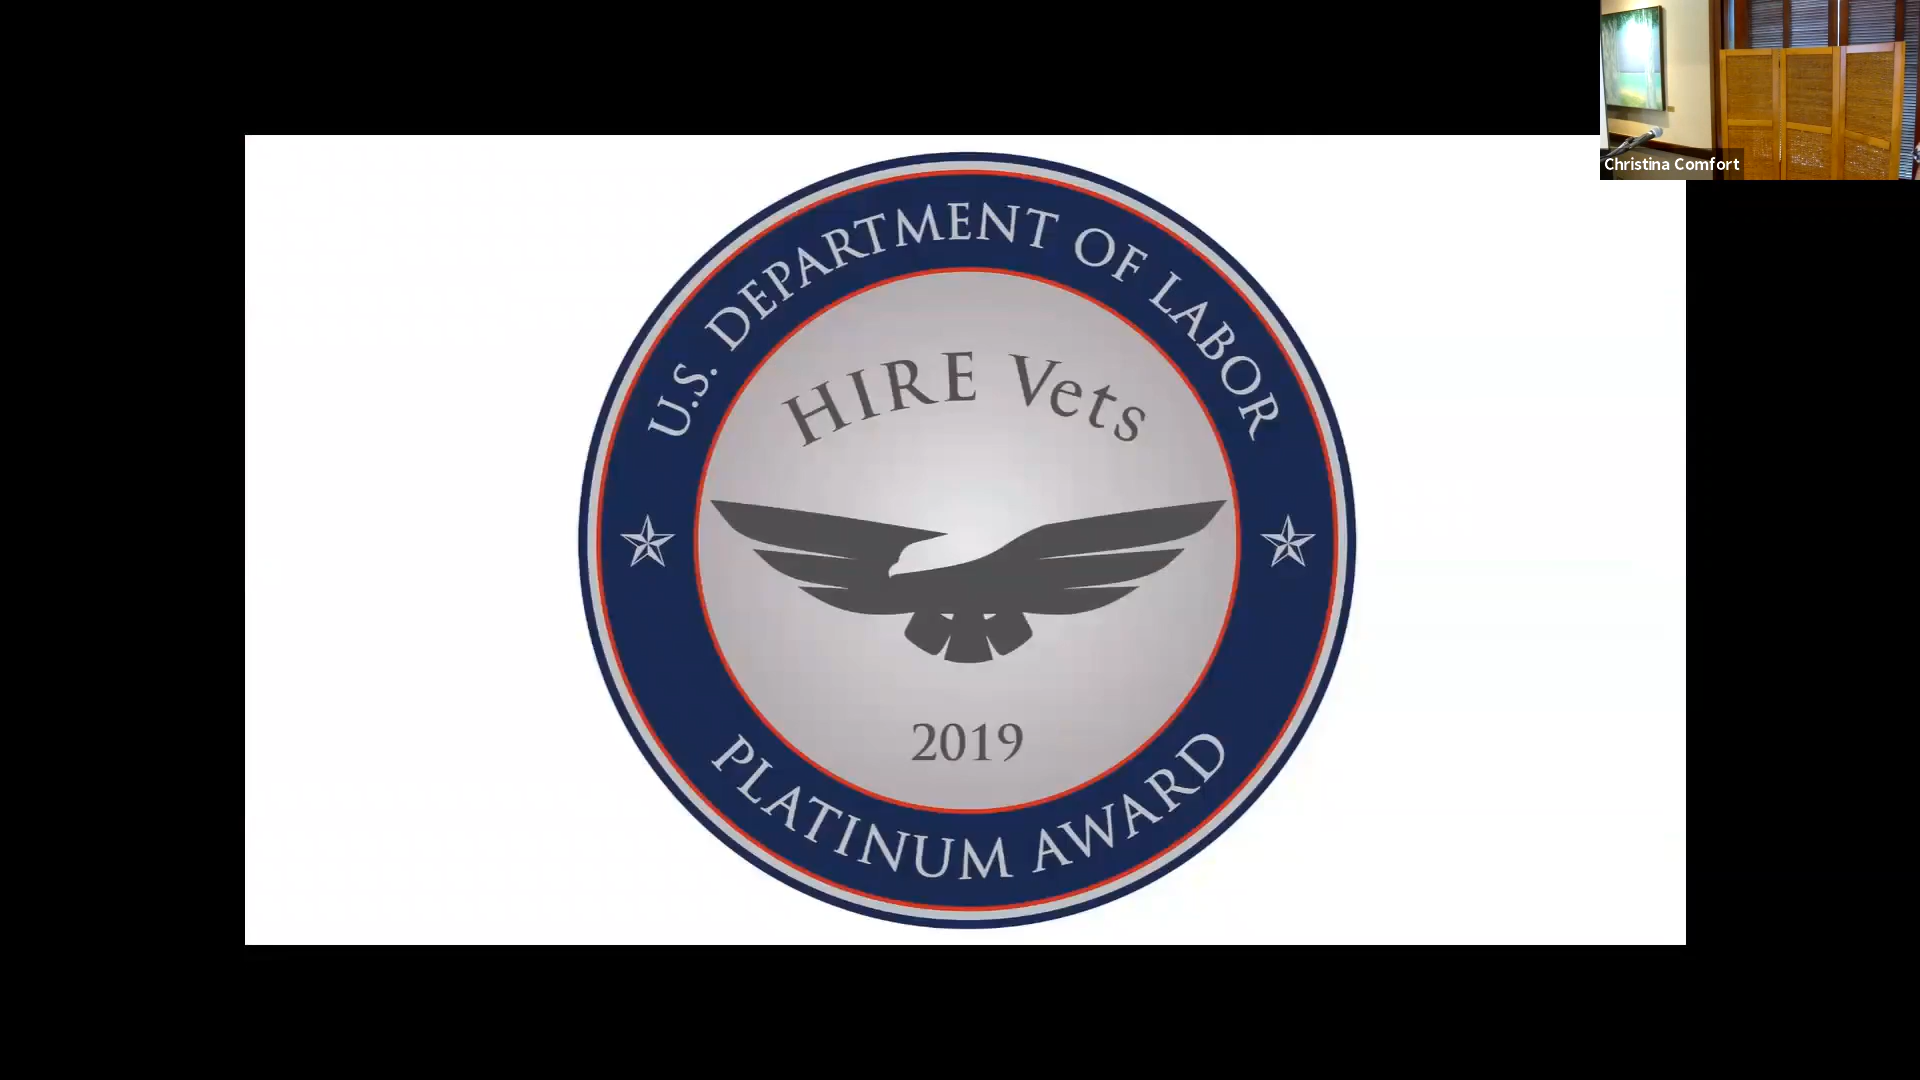 Christina Comfort
U.S. DEPARTMENT OF LABOR
HIRE Vets
2019
PLATINUM AWARD